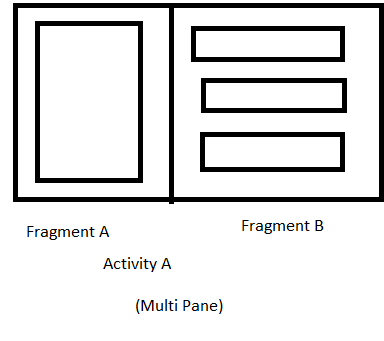 Fragment A
Fragment B
Activity A
(Multi Pane)